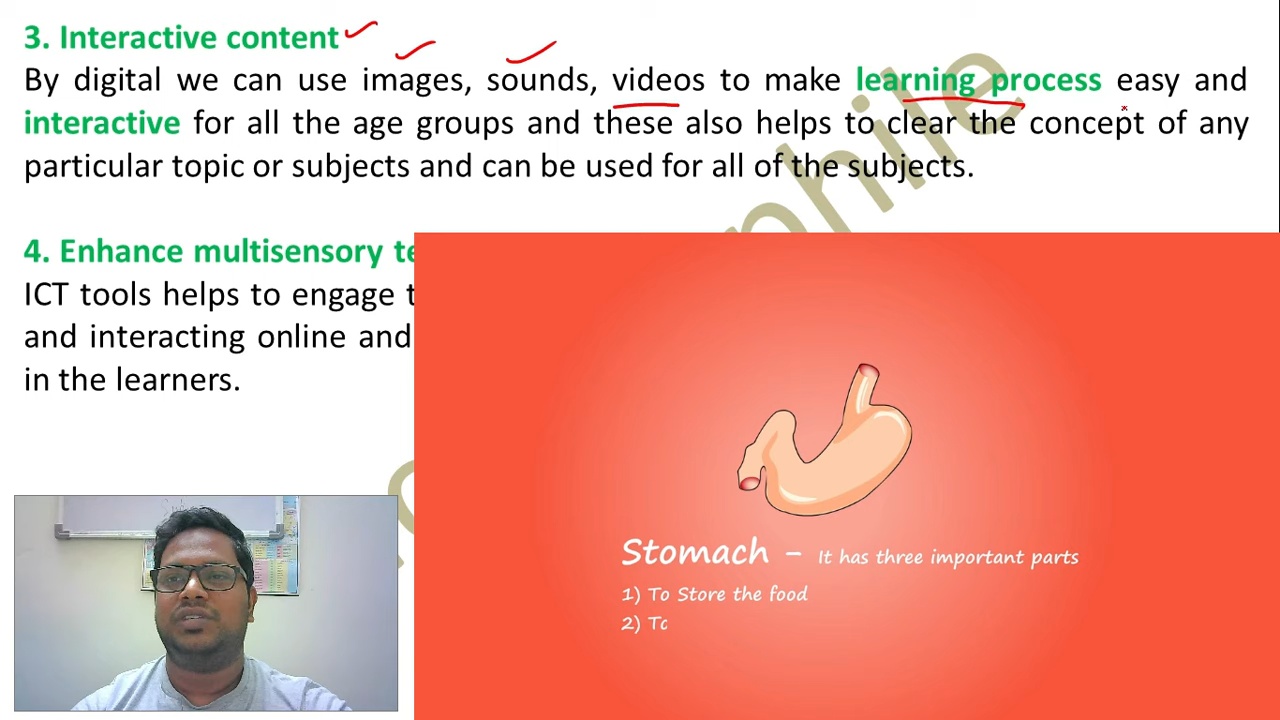 3. Interactive content
By digital we can use images, sounds, videos to make learning process easy and
interactive for all the age groups and these also helps to clear the concept of any
particular topic or subjects and can be used for all of the subjects.
4. Enhance multisensory te
ICT tools helps to engage t
and interacting online and
in the learners.
phile
Stomach - It has three important parts
1) To Store the food
2) Tc